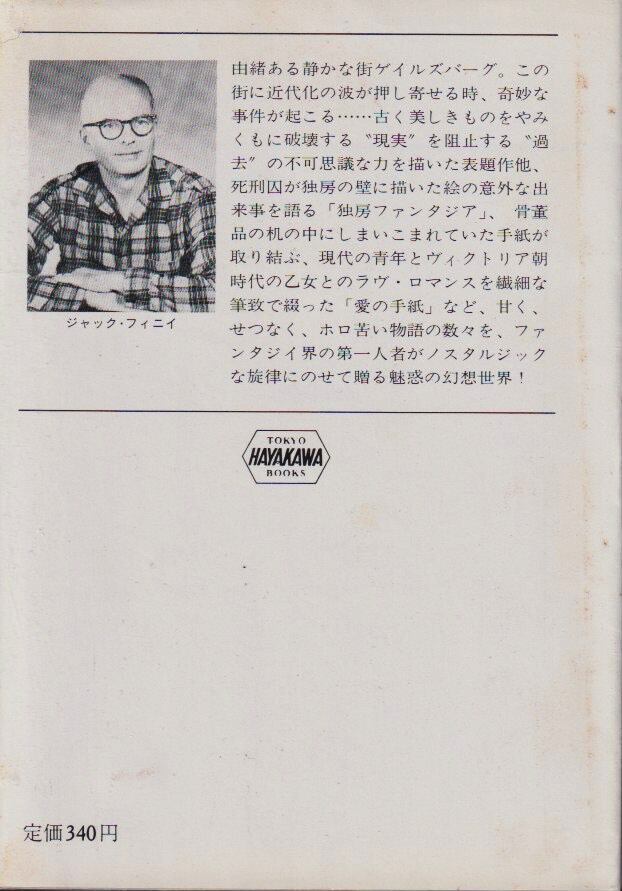 由緒ある静かな街ゲイルズバーグ。この
街に近代化の波が押し寄せる時、奇妙な
事件が起こる……古く美しきものをやみ
くもに破壊する〝現実〟を阻止する〝過
去〟の不可思議な力を描いた表題作他、
死刑囚が独房の壁に描いた絵の意外な出
来事を語る「独房ファンタジア」、骨董
品の机の中にしまいこまれていた手紙が
取り結ぶ、現代の青年とヴィクトリア朝
時代の乙女とのラヴ・ロマンスを繊細な
筆致で綴った「愛の手紙」など、甘く、
せつなく、ホロ苦い物語の数々を、ファ
ンタジイ界の第一人者がノスタルジック
な旋律にのせて贈る魅惑の幻想世界！
ジャック・フィニイ
TOKYO
HAYAKAWA
BOOKS
定価340円